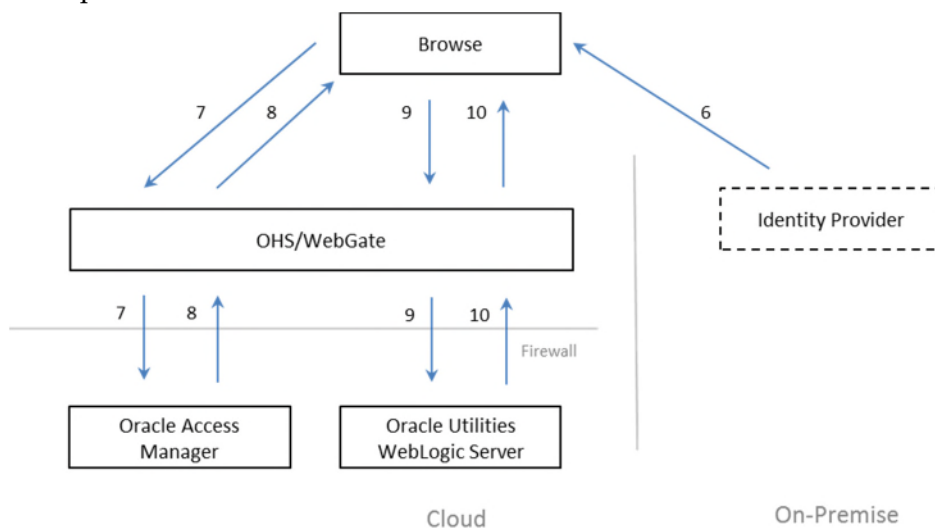 Browse
7
8
9
10
6
Identity Provider
OHS/WebGate
7
8
9
10
Firewall
Oracle Access
Manager
Oracle Utilities
WebLogic Server
Cloud
On-Premise